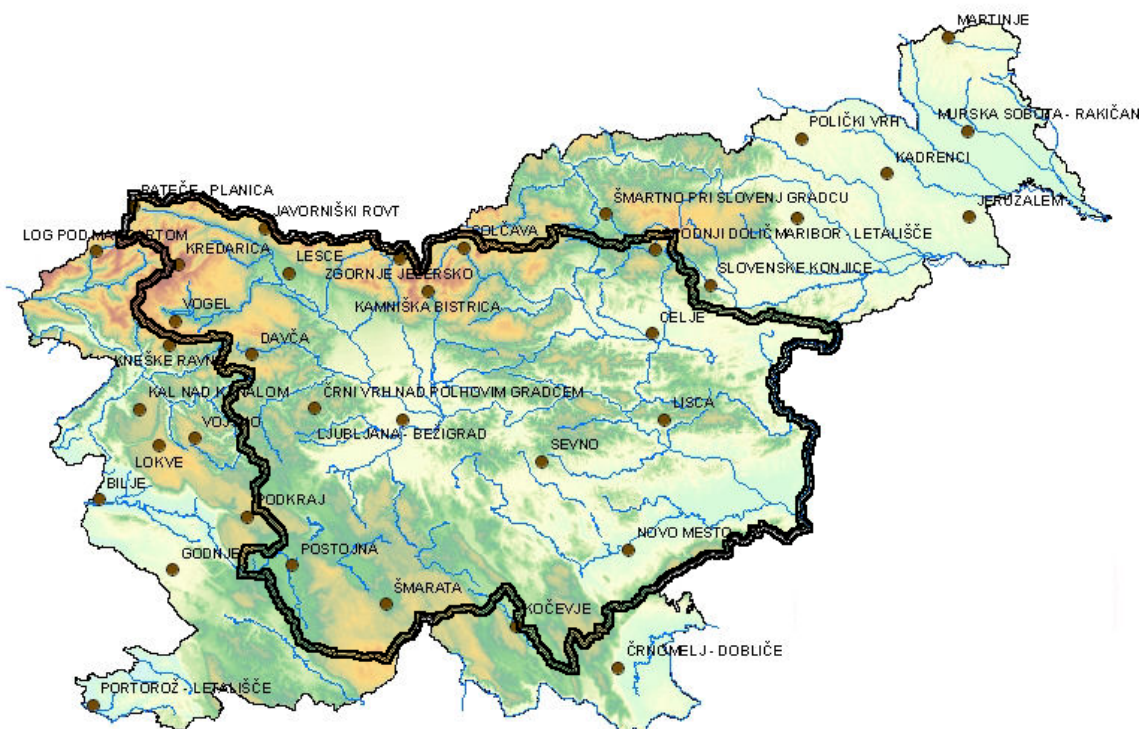 MARTINJE
MURSKA SOBOTA - RAKIČAN
POLIČKI VRH
KADRENCI
ŠMARTNO PRI SLOVENJ GRADCU
JERUZALEM
RATEČE - PLANICA
JAVORNIŠKI ROVT
SOLČAVA
MARIBOR - LETALIŠČE
LOG POD
KREDARICA
LESCE
ZGORNJE JEZERSKO
SLOVENSKE KONJICE
KAMNIŠKA BISTRICA
VOGEL
CELJE
DAVČA
KNEŠKE RAVNE
KAL NAD KANALOM
ČRNI VRH NAD POLHOVIM GRADCEM
LISCA
VOJSKO
LJUBLJANA - BEŽIGRAD
LOKVE
SEVNO
BILJE
PODKRAJ
NOVO MESTO
GODNJE
POSTOJNA
ŠMARATA
KOČEVJE
ČRNOMELJ - DOBLIČE
PORTOROŽ - LETALIŠČE